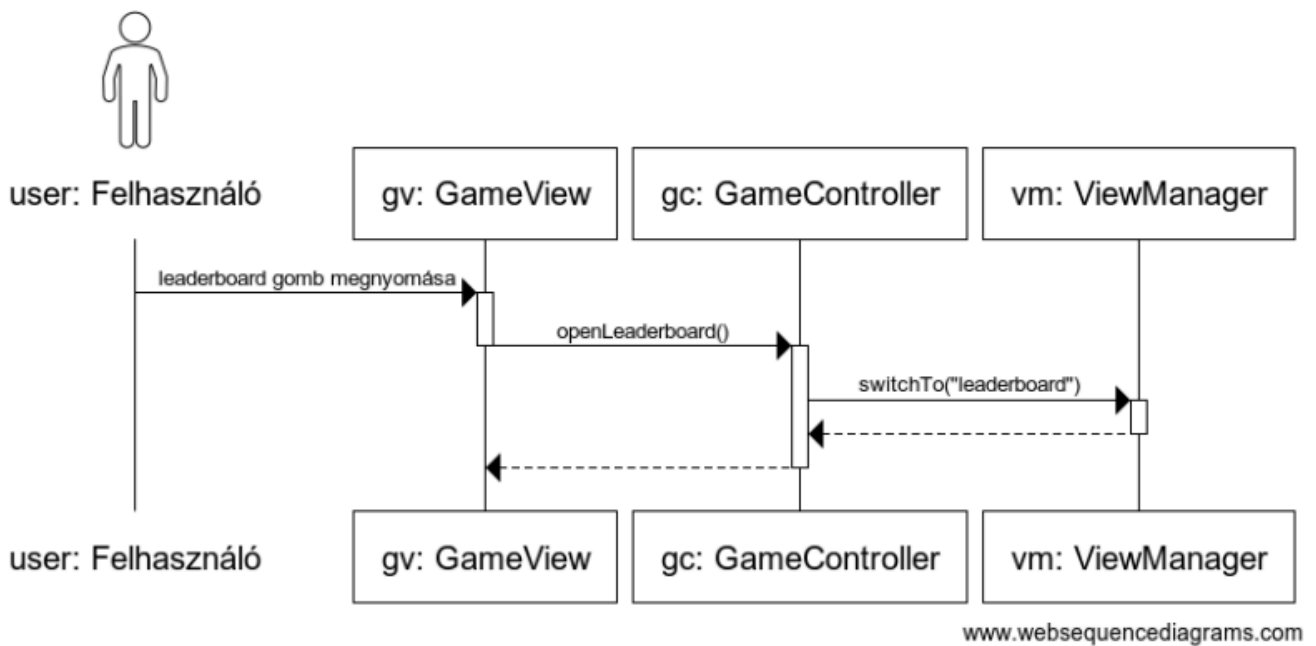 user: Felhasználó
gv: GameView
gc: GameController
vm: ViewManager
leaderboard gomb megnyomása
openLeaderboard()
switchTo("leaderboard")
user: Felhasználó
gv: GameView
gc: GameController
vm: ViewManager
www.websequencediagrams.com